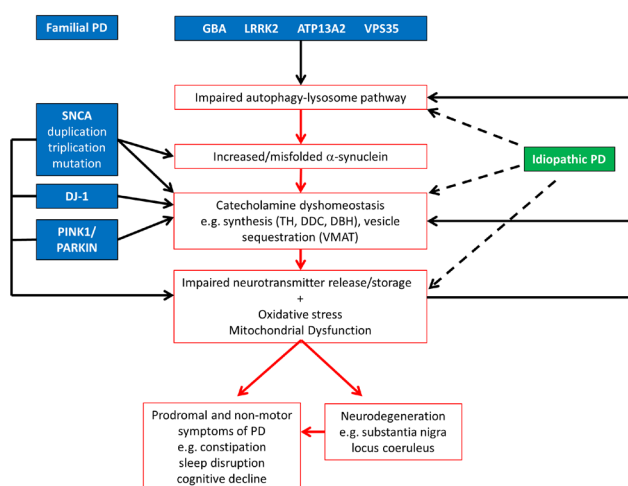 Familial PD
GBA LRRK2 ATP13A2 VPS35
Impaired autophagy-lysosome pathway
SNCA
duplication
triplication
mutation
Increased/misfolded α-synuclein
Idiopathic PD
DJ-1
Catecholamine dyshomeostasis
e.g. synthesis (TH, DDC, DBH), vesicle
sequestration (VMAT)
PINK1/
PARKIN
Impaired neurotransmitter release/storage
+
Oxidative stress
Mitochondrial Dysfunction
Prodromal and non-motor
symptoms of PD
e.g. constipation
sleep disruption
cognitive decline
Neurodegeneration
e.g. substantia nigra
locus coeruleus